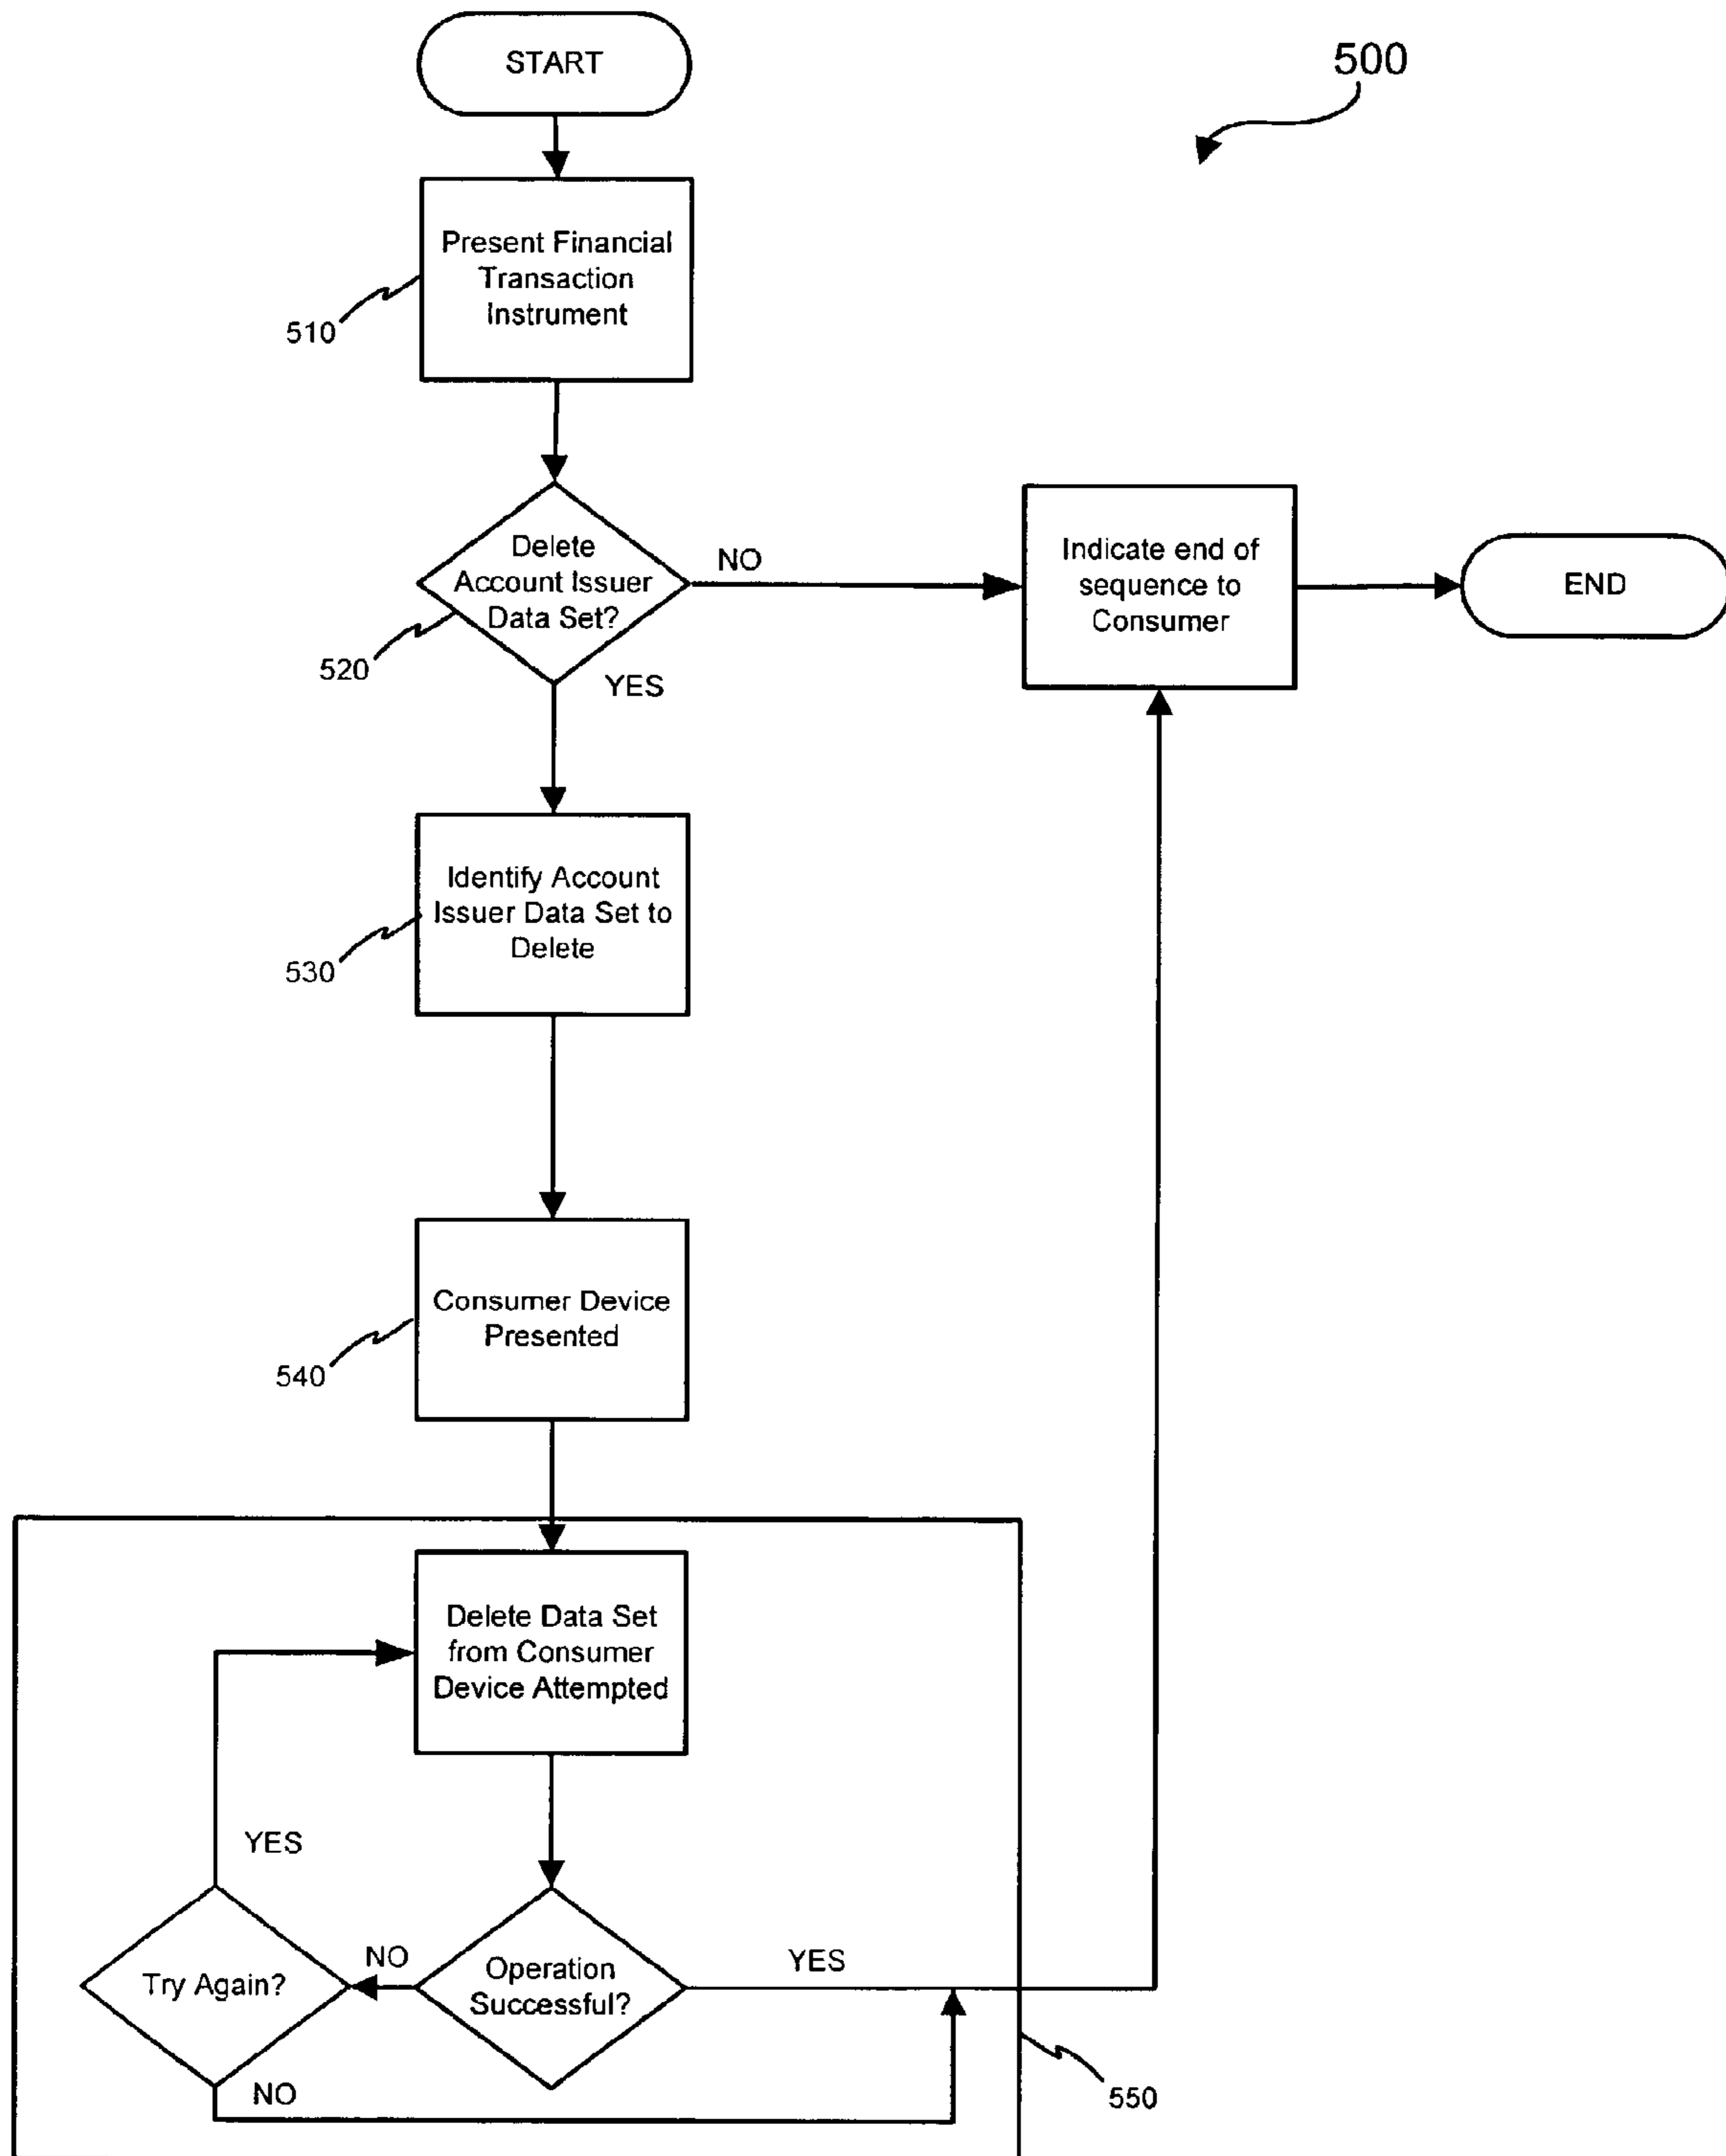 START
500
Present Financial
Transaction
Instrument
510
Delete
Account Issuer
Data Set?
520
NO
YES
Indicate end of
sequence to
Consumer
END
Identify Account
Issuer Data Set to
Delete
530
Consumer Device
Presented
540
Delete Data Set
from Consumer
Device Attempted
YES
Try Again?
NO
Operation
Successful?
YES
NO
550